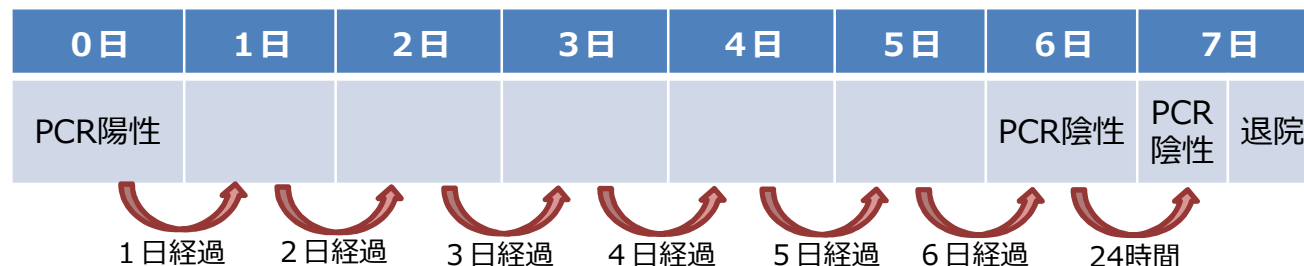 0日 1日 2日 3日 4日 5日 6日 7日
PCR陽性 PCR陰性 PCR陰性 退院
1日経過 2日経過 3日経過 4日経過 5日経過 6日経過 24時間